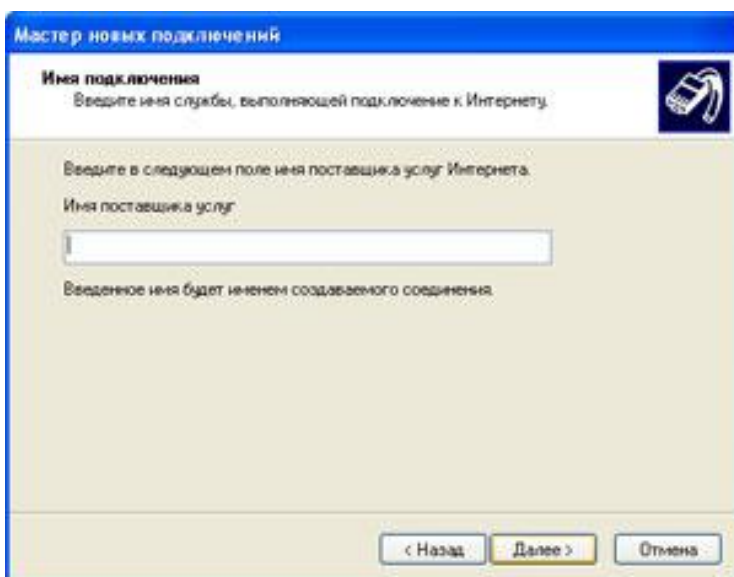 Мастер новых подключений
Имя подключения
Введите имя службы, выполняющей подключение к Интернету.
Введите в следующем поле имя поставщика услуг Интернета.
Имя поставщика услуг
Введенное имя будет именем создаваемого соединения.
< Назад
Далее >
Отмена